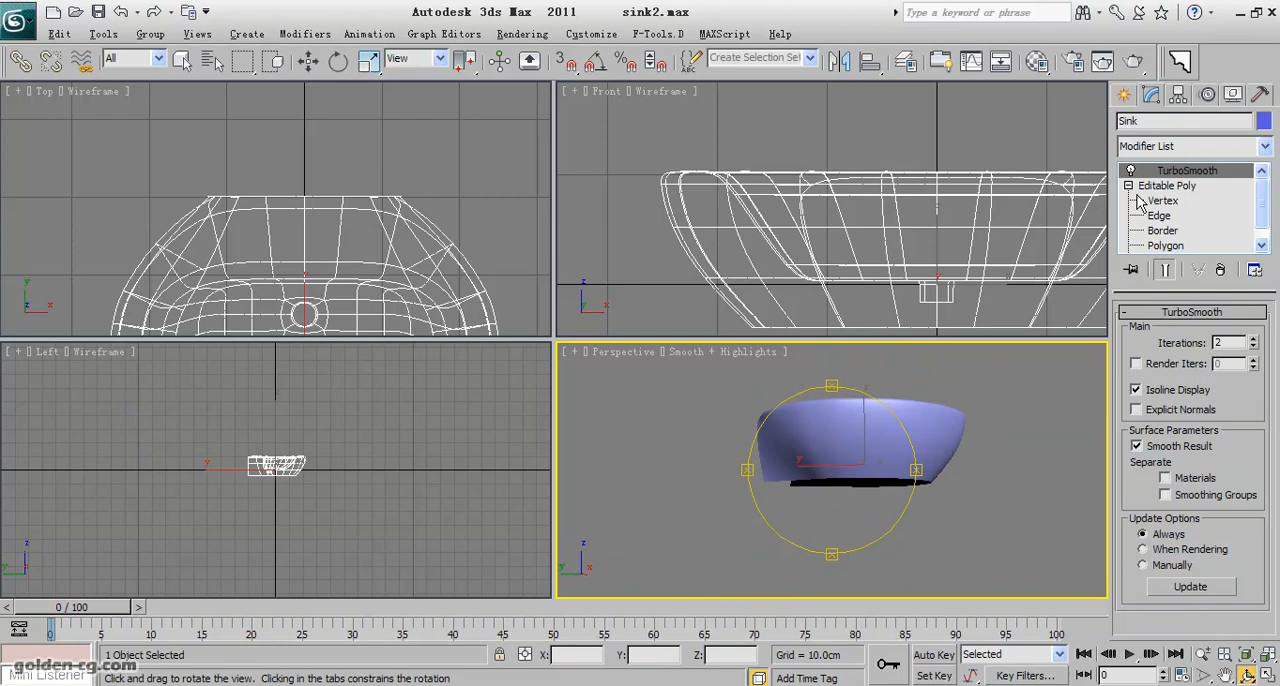 Autodesk 3ds Max 2011 sink2.max
Type a keyword or phrase
Edit Tools Group Views Create Modifiers Animation Graph Editors Rendering Customize F-Tools.D MAXScript Help
All View Create Selection Se
[ + [] Top [] Wireframe ]
[ + [] Front [] Wireframe ]
[ + [] Left [] Wireframe ]
[ + [] Perspective [] Smooth + Highlights ]
Sink
Modifier List
TurboSmooth
Editable Poly
Vertex
Edge
Border
Polygon
TurboSmooth
Main
Iterations: 2
Render Iters: 0
Isoline Display
Explicit Normals
Surface Parameters
Smooth Result
Separate
Materials
Smoothing Groups
Update Options
Always
When Rendering
Manually
Update
0 / 100
0 5 10 15 20 25 30 35 40 45 50 55 60 65 70 75 80 85 90 95 100
1 Object Selected X: Y: Z: Grid = 10.0cm Auto Key Selected
golden-cg.com
Mini Listener Click and drag to rotate the view. Clicking in the tabs constrains the rotation Add Time Tag Set Key Key Filters... 0